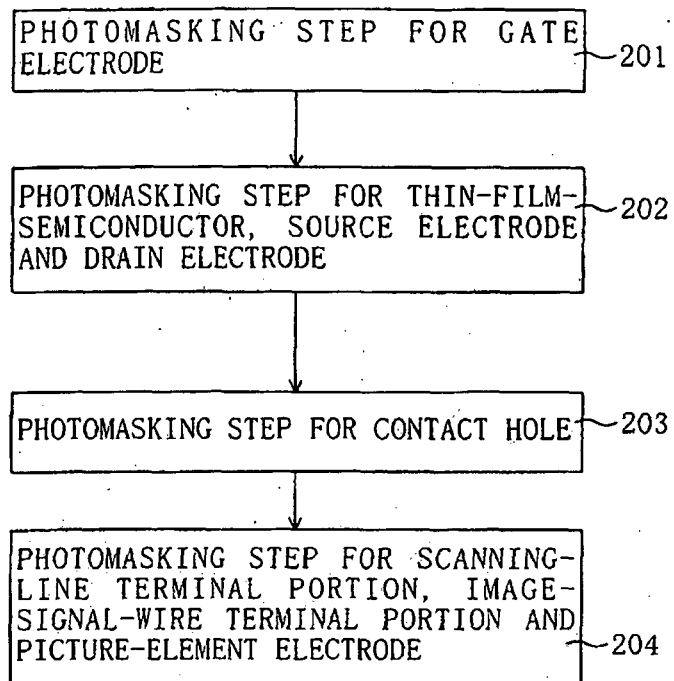 PHOTOMASKING STEP FOR GATE
ELECTRODE
201
PHOTOMASKING STEP FOR THIN-FILM-
SEMICONDUCTOR, SOURCE ELECTRODE
AND DRAIN ELECTRODE
202
PHOTOMASKING STEP FOR CONTACT HOLE
203
PHOTOMASKING STEP FOR SCANNING-
LINE TERMINAL PORTION, IMAGE-
SIGNAL-WIRE TERMINAL PORTION AND
PICTURE-ELEMENT ELECTRODE
204